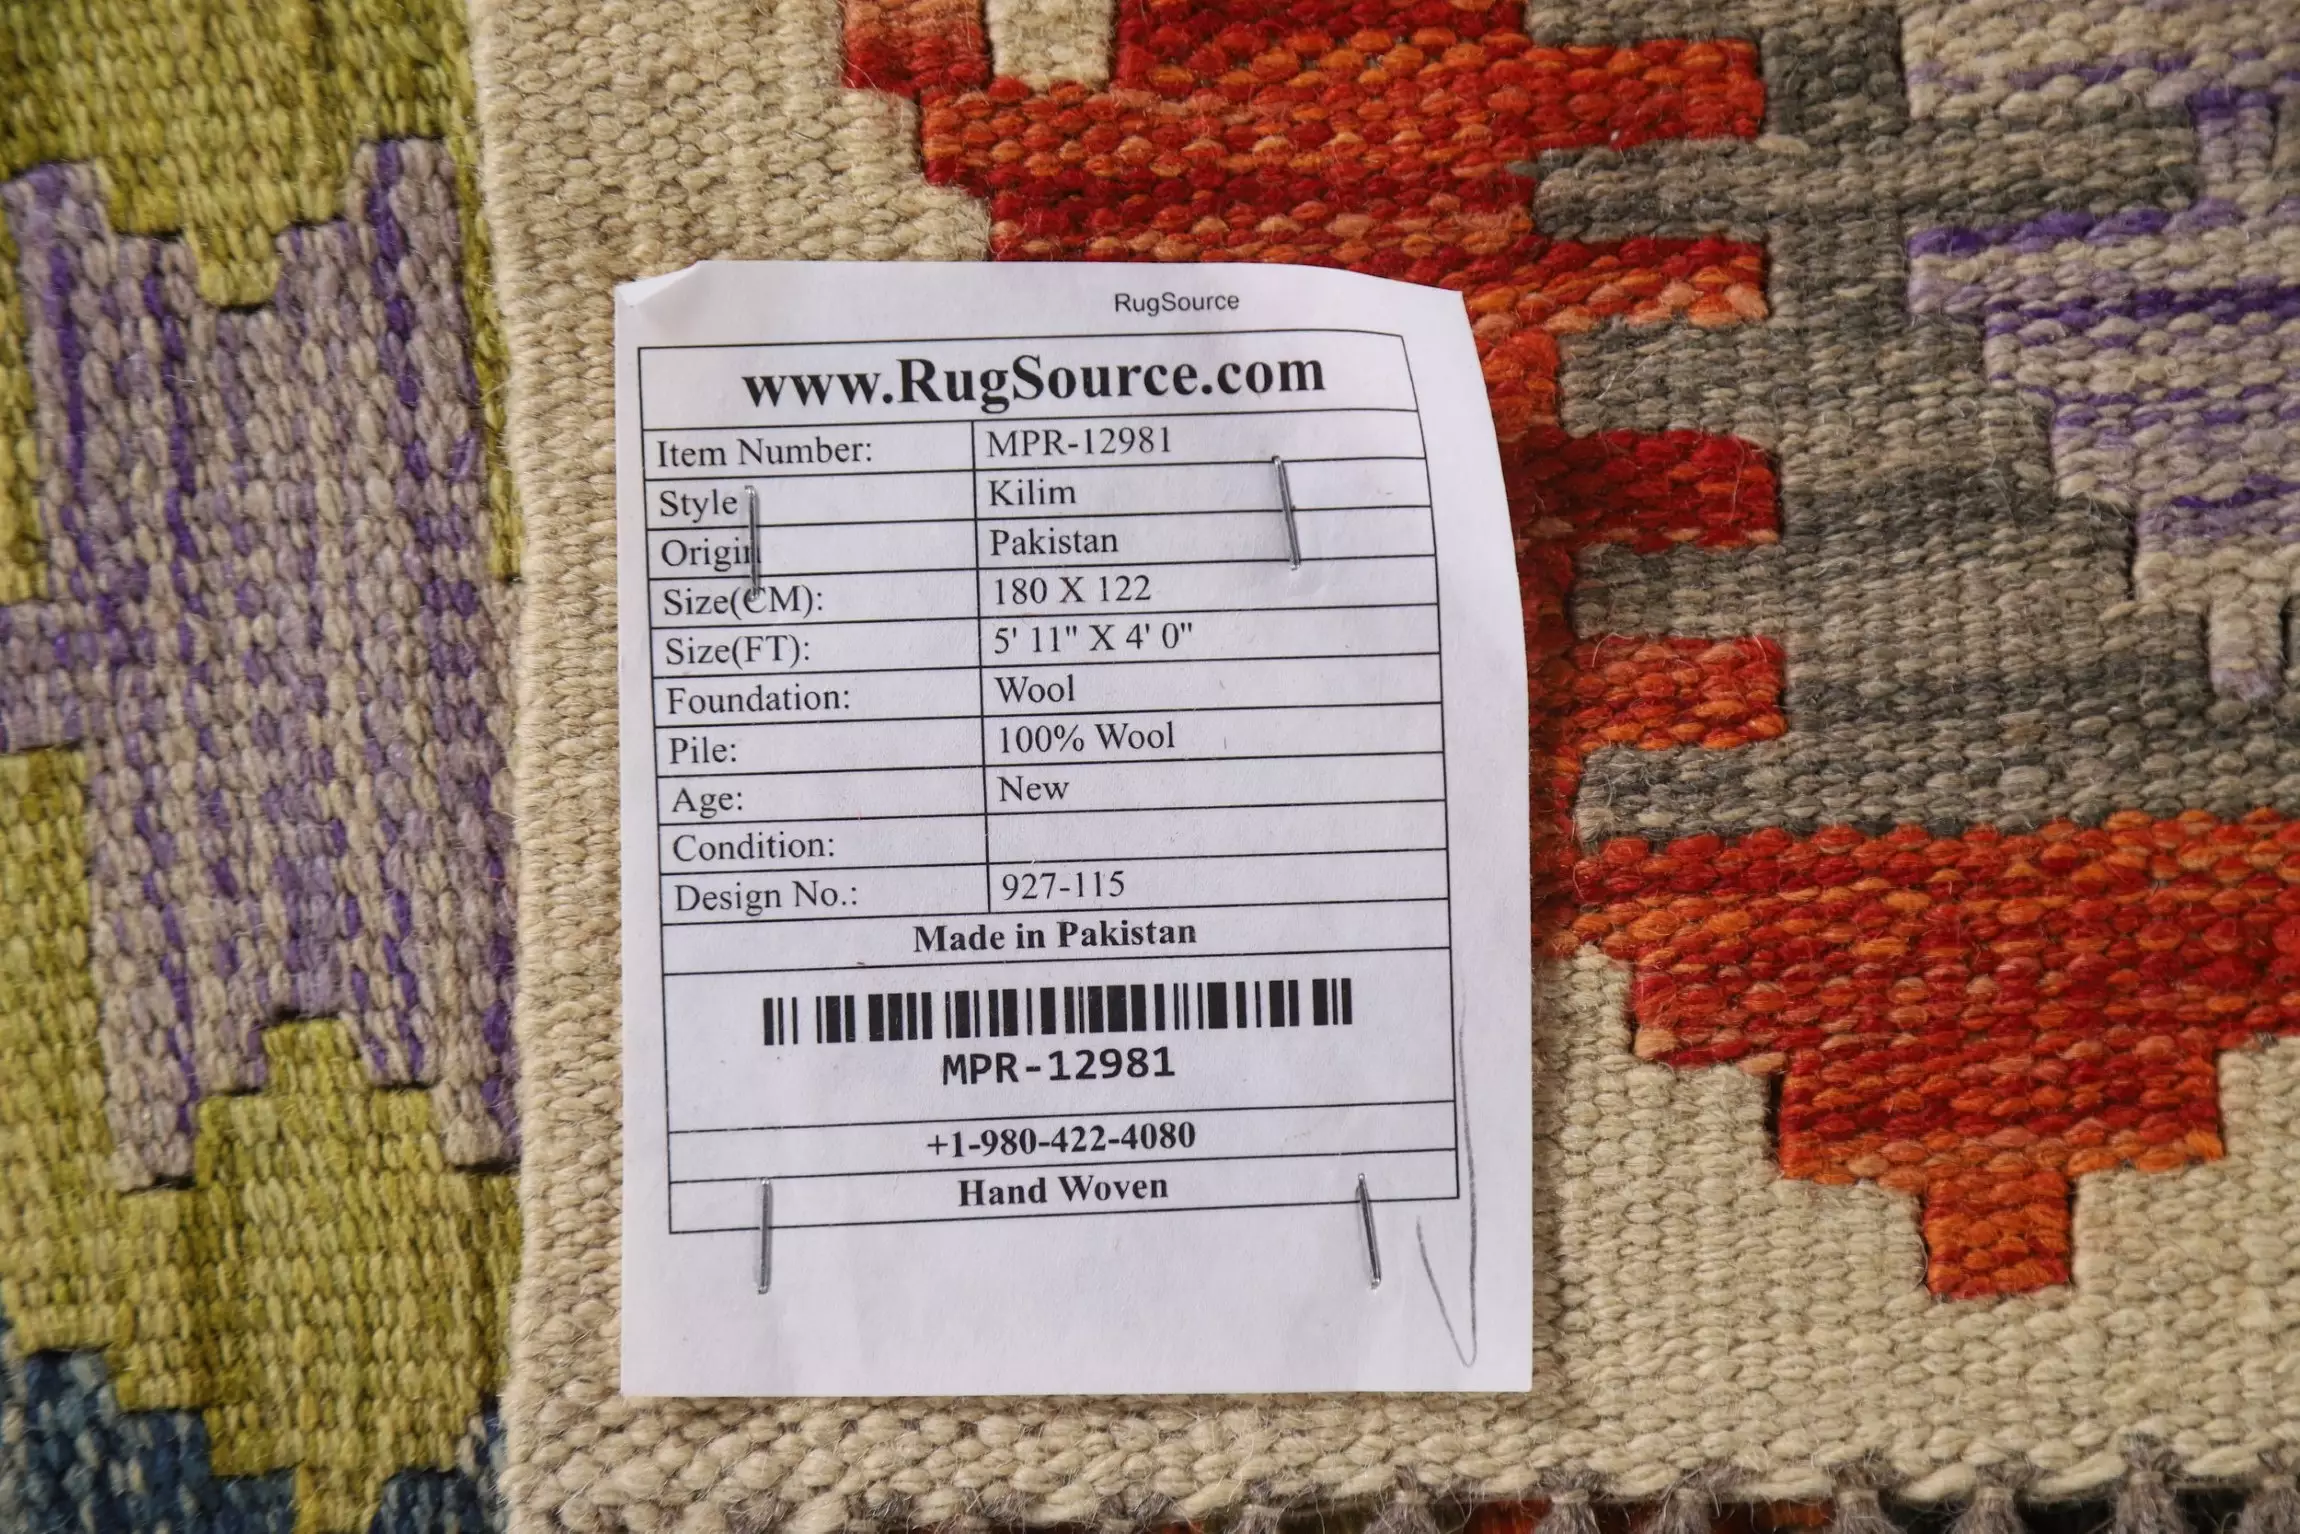 RugSource
www.RugSource.com
Item Number: MPR-12981
Style Kilim
Origin Pakistan
Size(CM): 180 X 122
Size(FT): 5' 11" X 4' 0"
Foundation: Wool
Pile: 100% Wool
Age: New
Condition:
Design No.: 927-115
Made in Pakistan
MPR-12981
+1-980-422-4080
Hand Woven